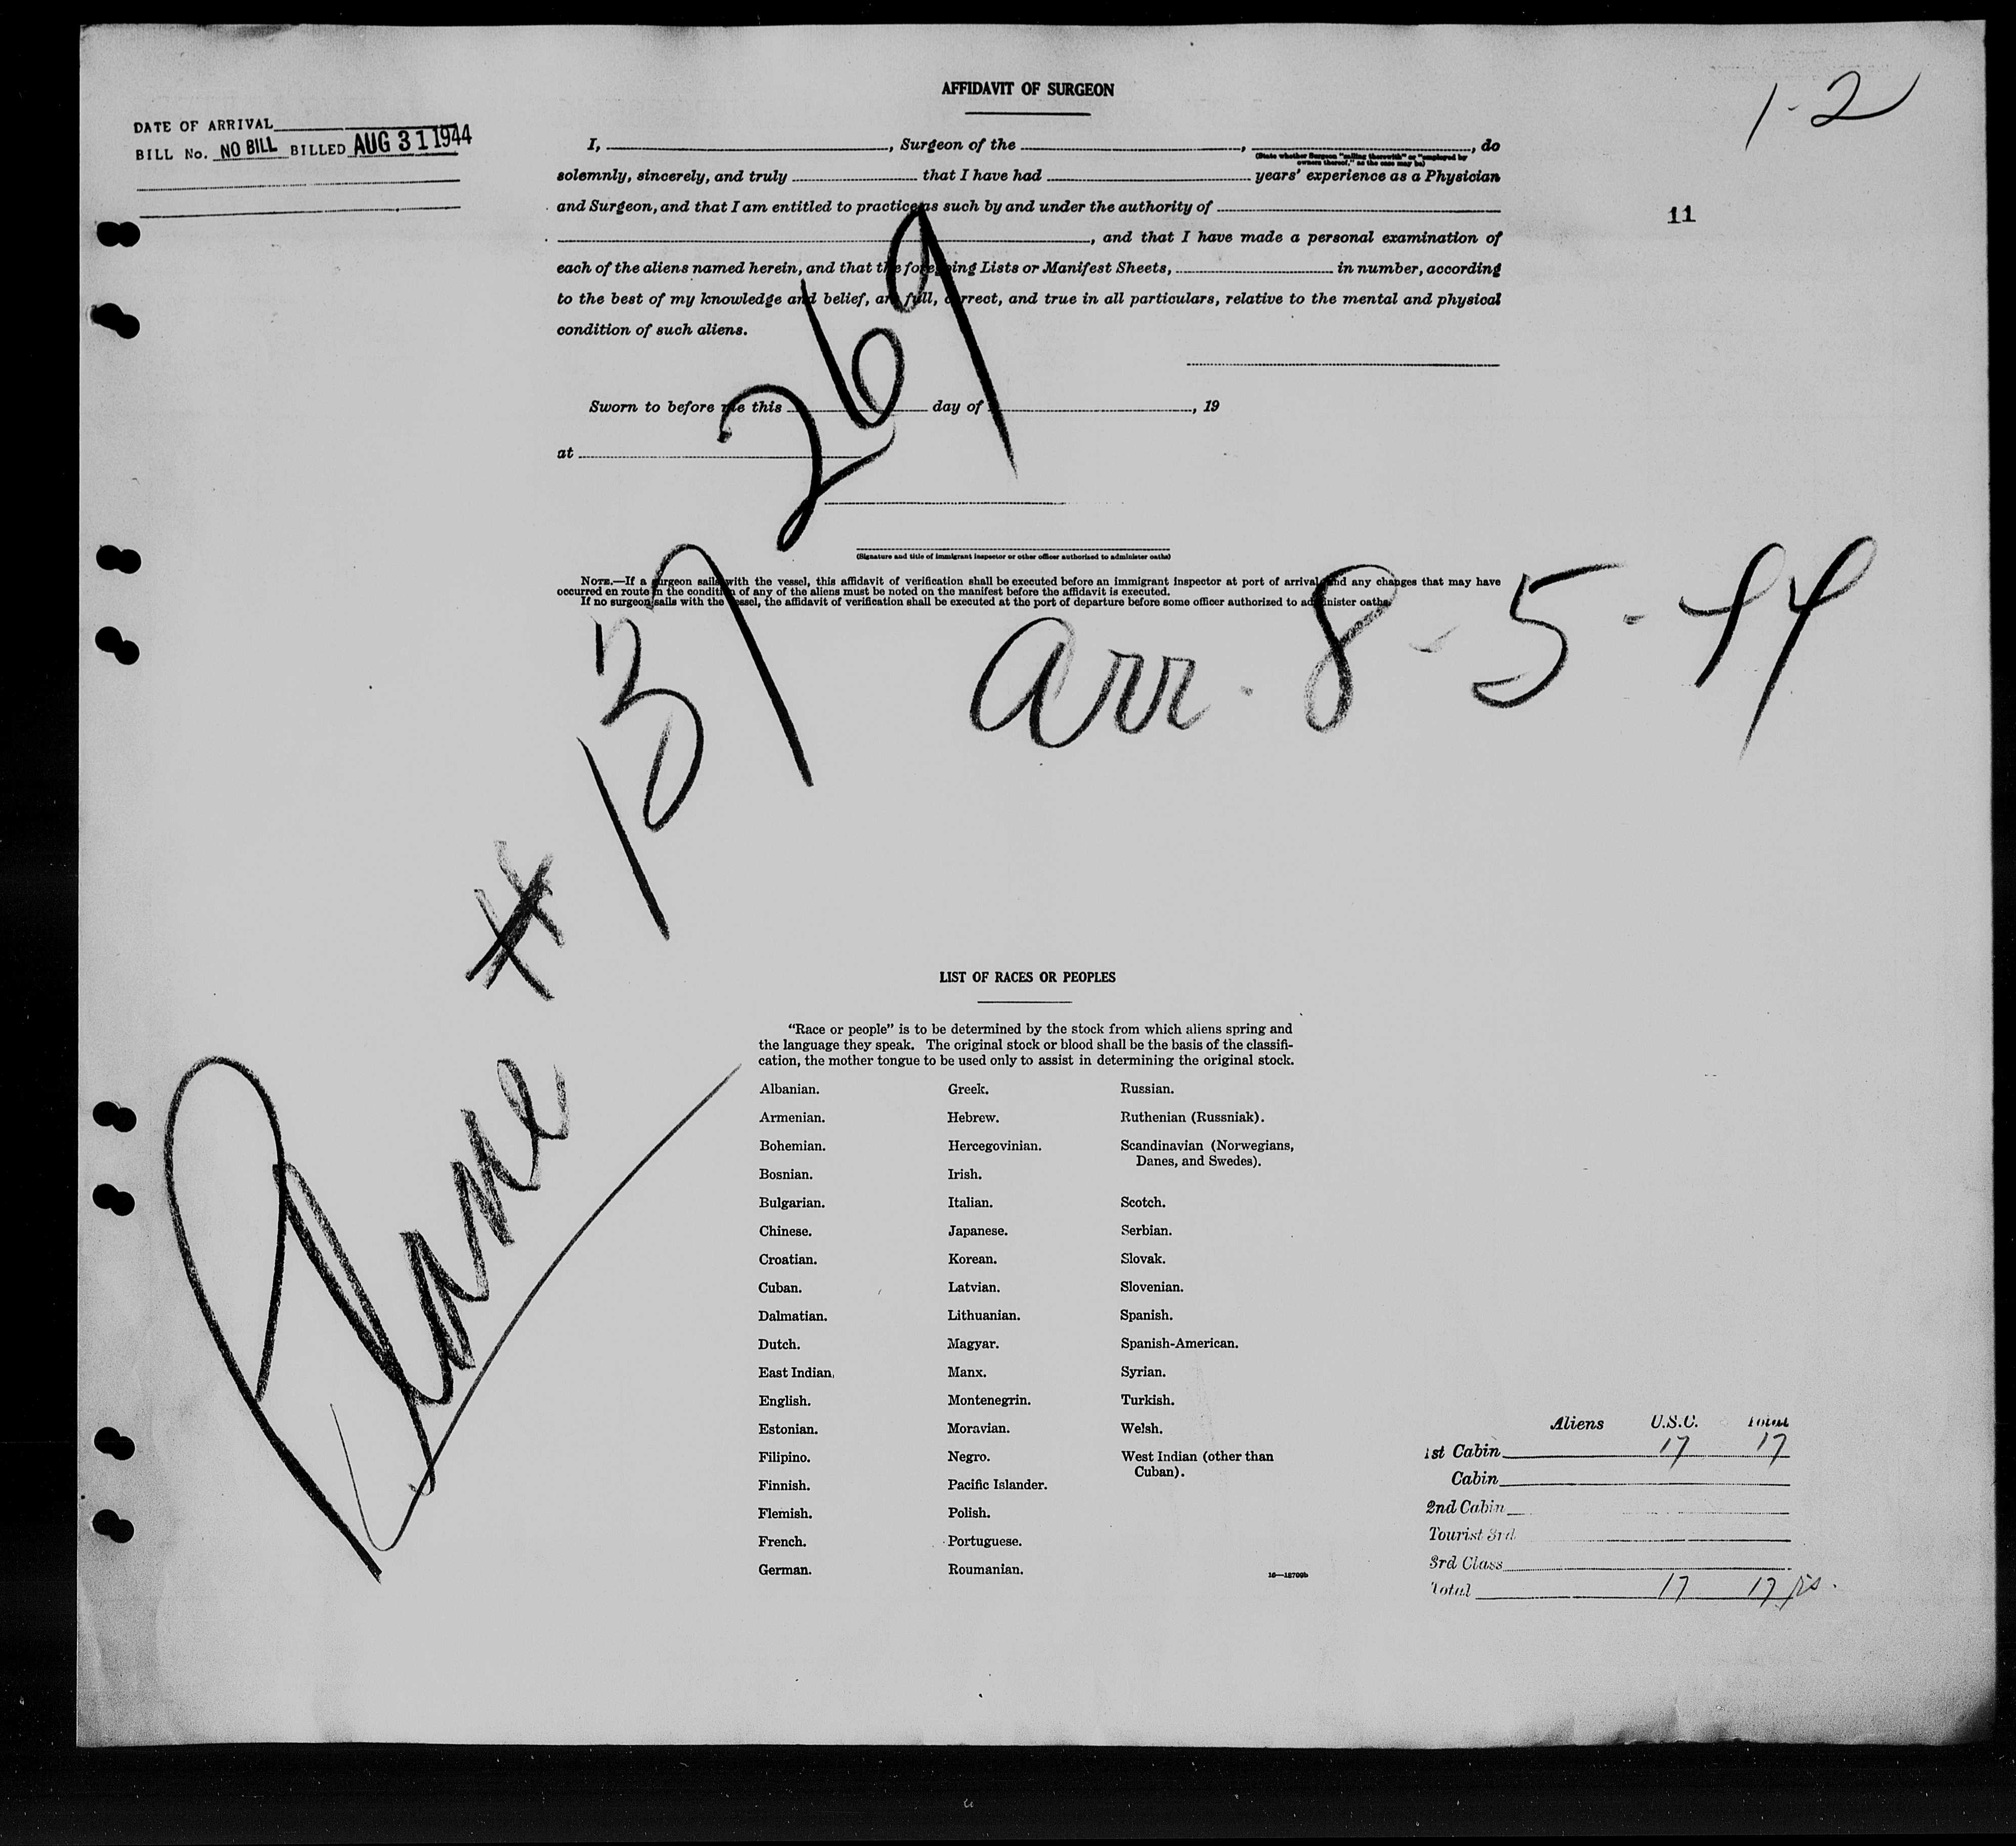 AFFIDAVIT OF SURGEON
1-2
DATE OF ARRIVAL
BILL No. NO BILL BILLED AUG 31 1944
I, , Surgeon of the , , do
(State whether Surgeon "sailing therewith" or "employed by
owners thereof," as the case may be)
solemnly, sincerely, and truly that I have had years' experience as a Physician
and Surgeon, and that I am entitled to practice as such by and under the authority of
11
, and that I have made a personal examination of
each of the aliens named herein, and that the foregoing Lists or Manifest Sheets, in number, according
to the best of my knowledge and belief, are full, correct, and true in all particulars, relative to the mental and physical
condition of such aliens.
Sworn to before me this day of , 19
at
(Signature and title of immigrant inspector or other officer authorized to administer oaths)
NOTE.—If a surgeon sails with the vessel, this affidavit of verification shall be executed before an immigrant inspector at port of arrival and any changes that may have
occurred en route in the condition of any of the aliens must be noted on the manifest before the affidavit is executed.
If no surgeon sails with the vessel, the affidavit of verification shall be executed at the port of departure before some officer authorized to administer oaths.
Plane # 137269
arr. 8-5-44
LIST OF RACES OR PEOPLES
"Race or people" is to be determined by the stock from which aliens spring and
the language they speak. The original stock or blood shall be the basis of the classifi-
cation, the mother tongue to be used only to assist in determining the original stock.
Albanian. Greek. Russian.
Armenian. Hebrew. Ruthenian (Russniak).
Bohemian. Hercegovinian. Scandinavian (Norwegians,
Danes, and Swedes).
Bosnian. Irish.
Bulgarian. Italian. Scotch.
Chinese. Japanese. Serbian.
Croatian. Korean. Slovak.
Cuban. Latvian. Slovenian.
Dalmatian. Lithuanian. Spanish.
Dutch. Magyar. Spanish-American.
East Indian. Manx. Syrian.
English. Montenegrin. Turkish.
Estonian. Moravian. Welsh.
Filipino. Negro. West Indian (other than
Cuban).
Finnish. Pacific Islander.
Flemish. Polish.
French. Portuguese.
German. Roumanian.
Aliens U.S.C. Total
1st Cabin 17 17
Cabin
2nd Cabin
Tourist 3rd
3rd Class
Total 17 17